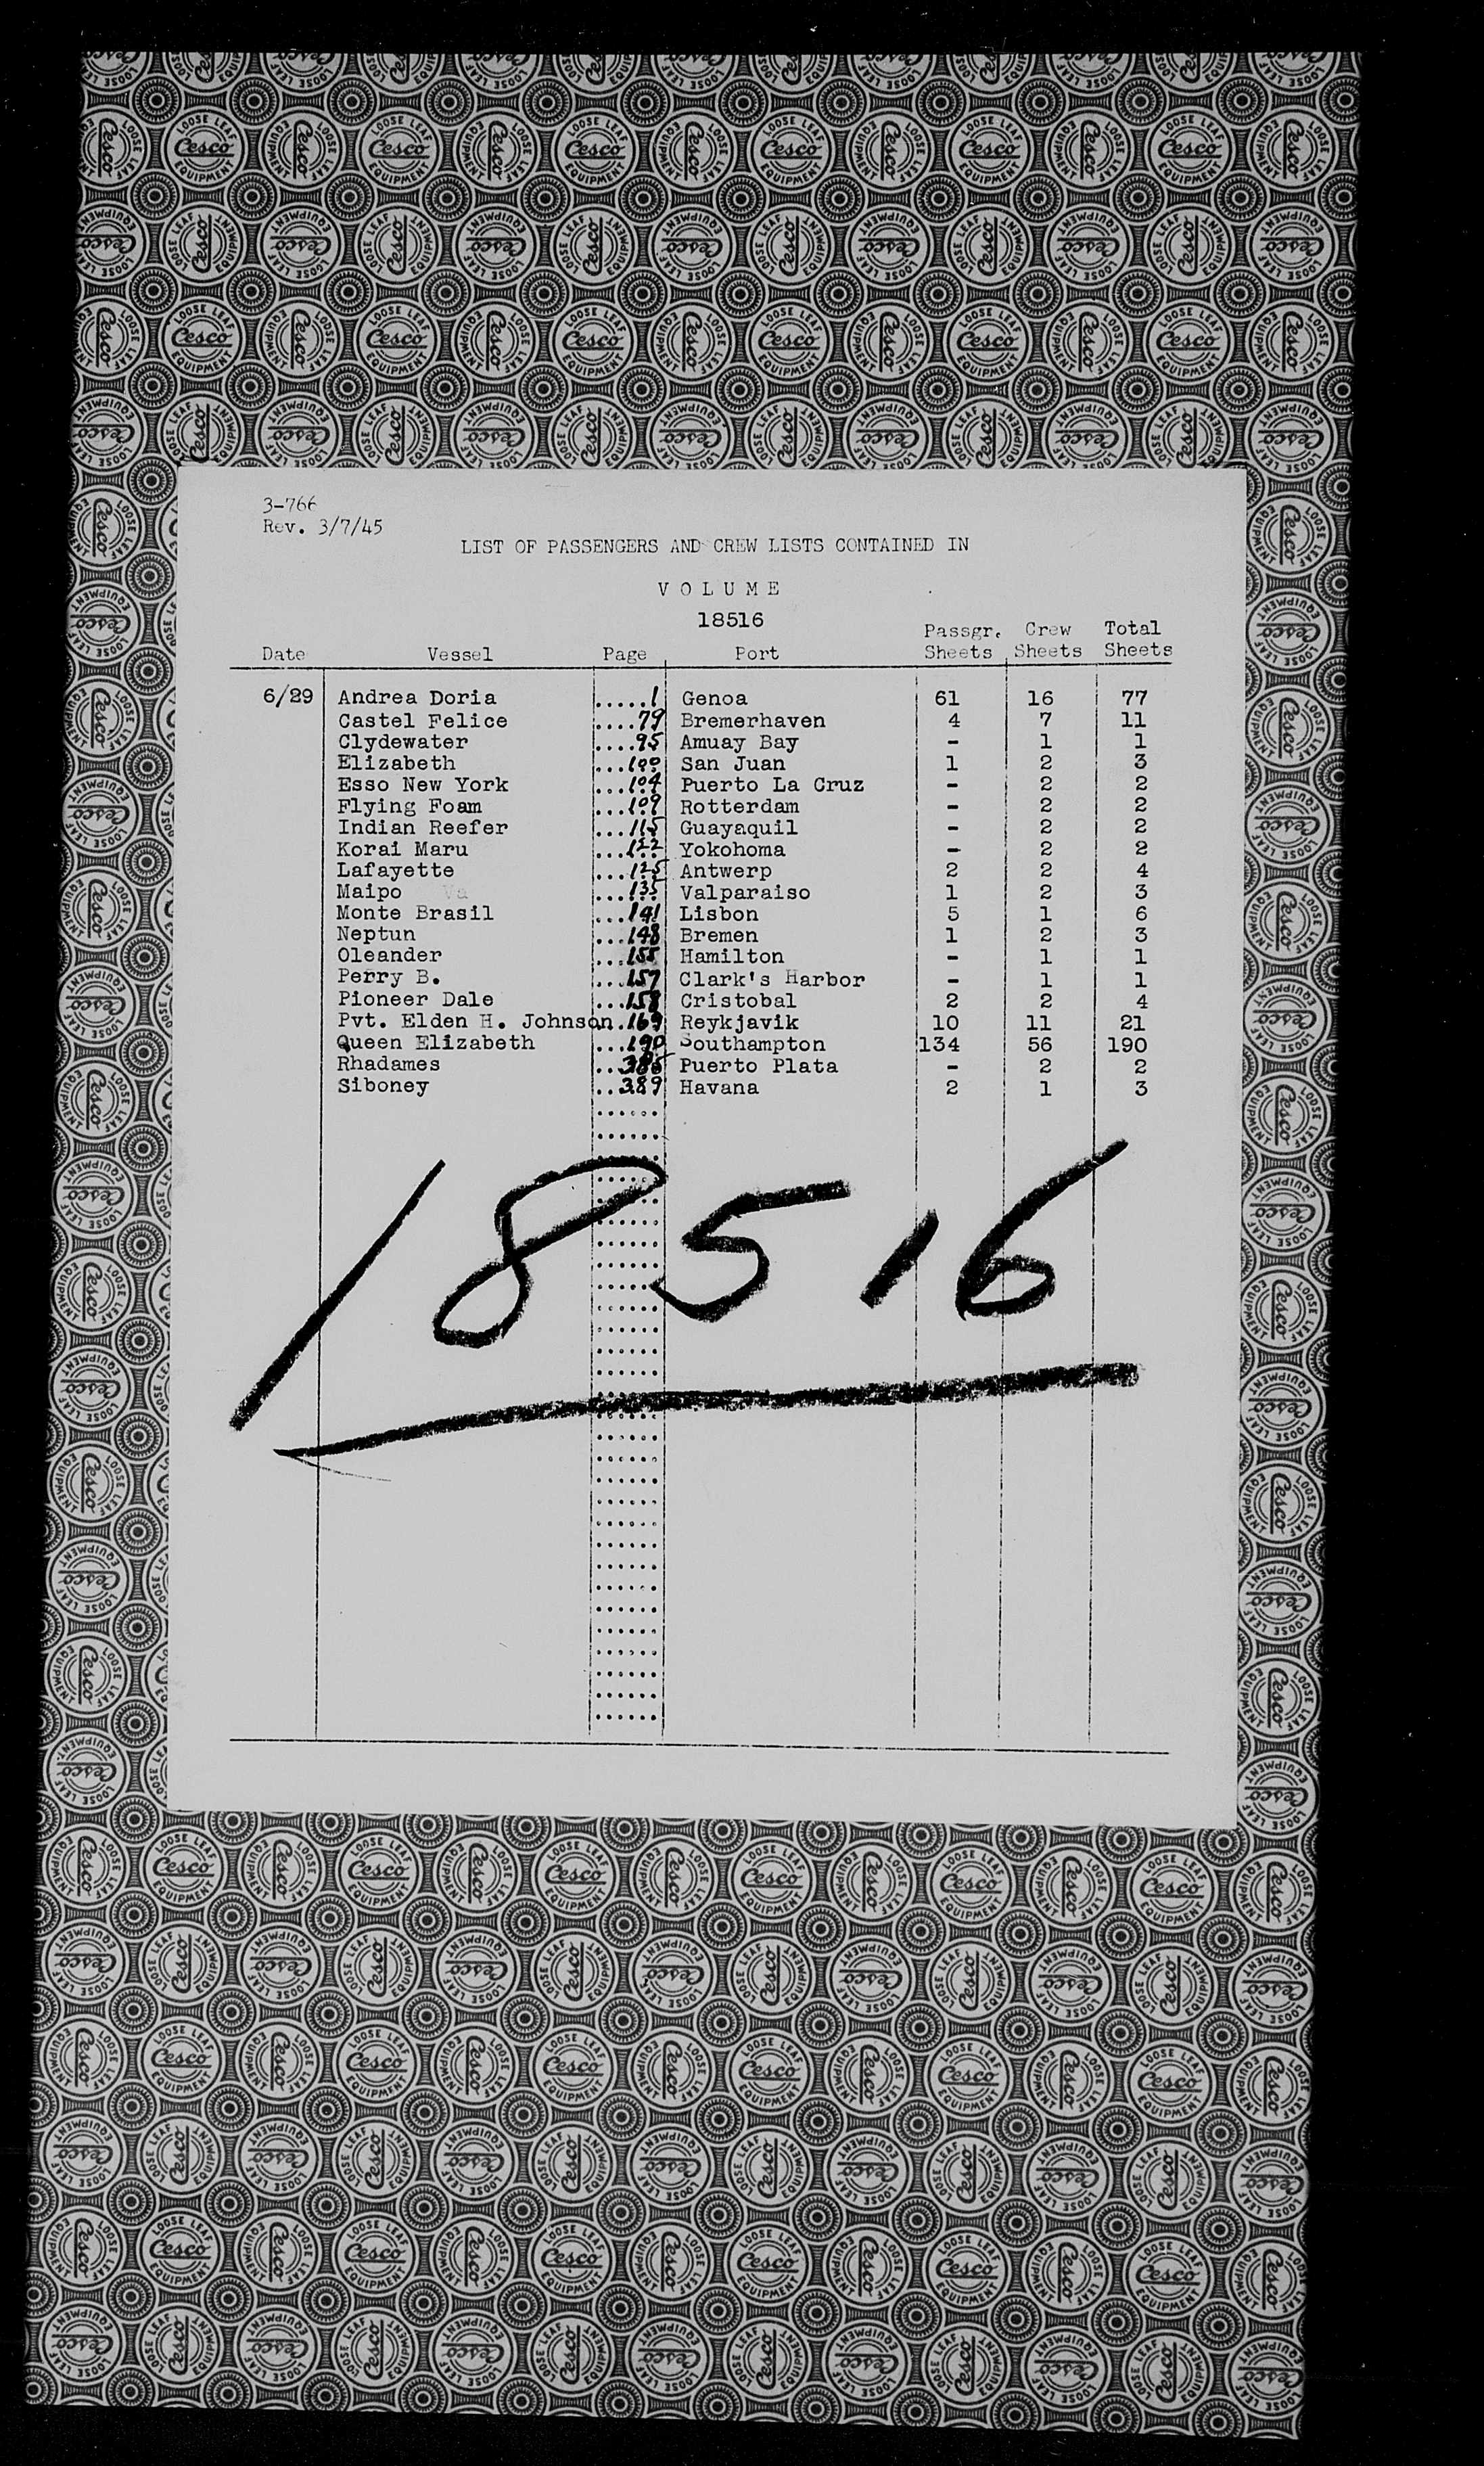 3-766
Rev. 3/7/45
LIST OF PASSENGERS AND CREW LISTS CONTAINED IN
VOLUME
18516
Date Vessel Page Port Passgr. Sheets Crew Sheets Total Sheets
6/29 Andrea Doria .....1 Genoa 61 16 77
Castel Felice ....79 Bremerhaven 4 7 11
Clydewater ....95 Amuay Bay - 1 1
Elizabeth ...100 San Juan 1 2 3
Esso New York ...104 Puerto La Cruz - 2 2
Flying Foam ...109 Rotterdam - 2 2
Indian Reefer ...115 Guayaquil - 2 2
Korai Maru ...122 Yokohoma - 2 2
Lafayette ...125 Antwerp 2 2 4
Maipo ...135 Valparaiso 1 2 3
Monte Brasil ...141 Lisbon 5 1 6
Neptun ...148 Bremen 1 2 3
Oleander ...155 Hamilton - 1 1
Perry B. ...157 Clark's Harbor - 1 1
Pioneer Dale ...158 Cristobal 2 2 4
Pvt. Elden H. Johnson.169 Reykjavik 10 11 21
Queen Elizabeth ...190 Southampton 134 56 190
Rhadames ..385 Puerto Plata - 2 2
Siboney ..389 Havana 2 1 3
18516
LOOSE LEAF
Cesco
EQUIPMENT